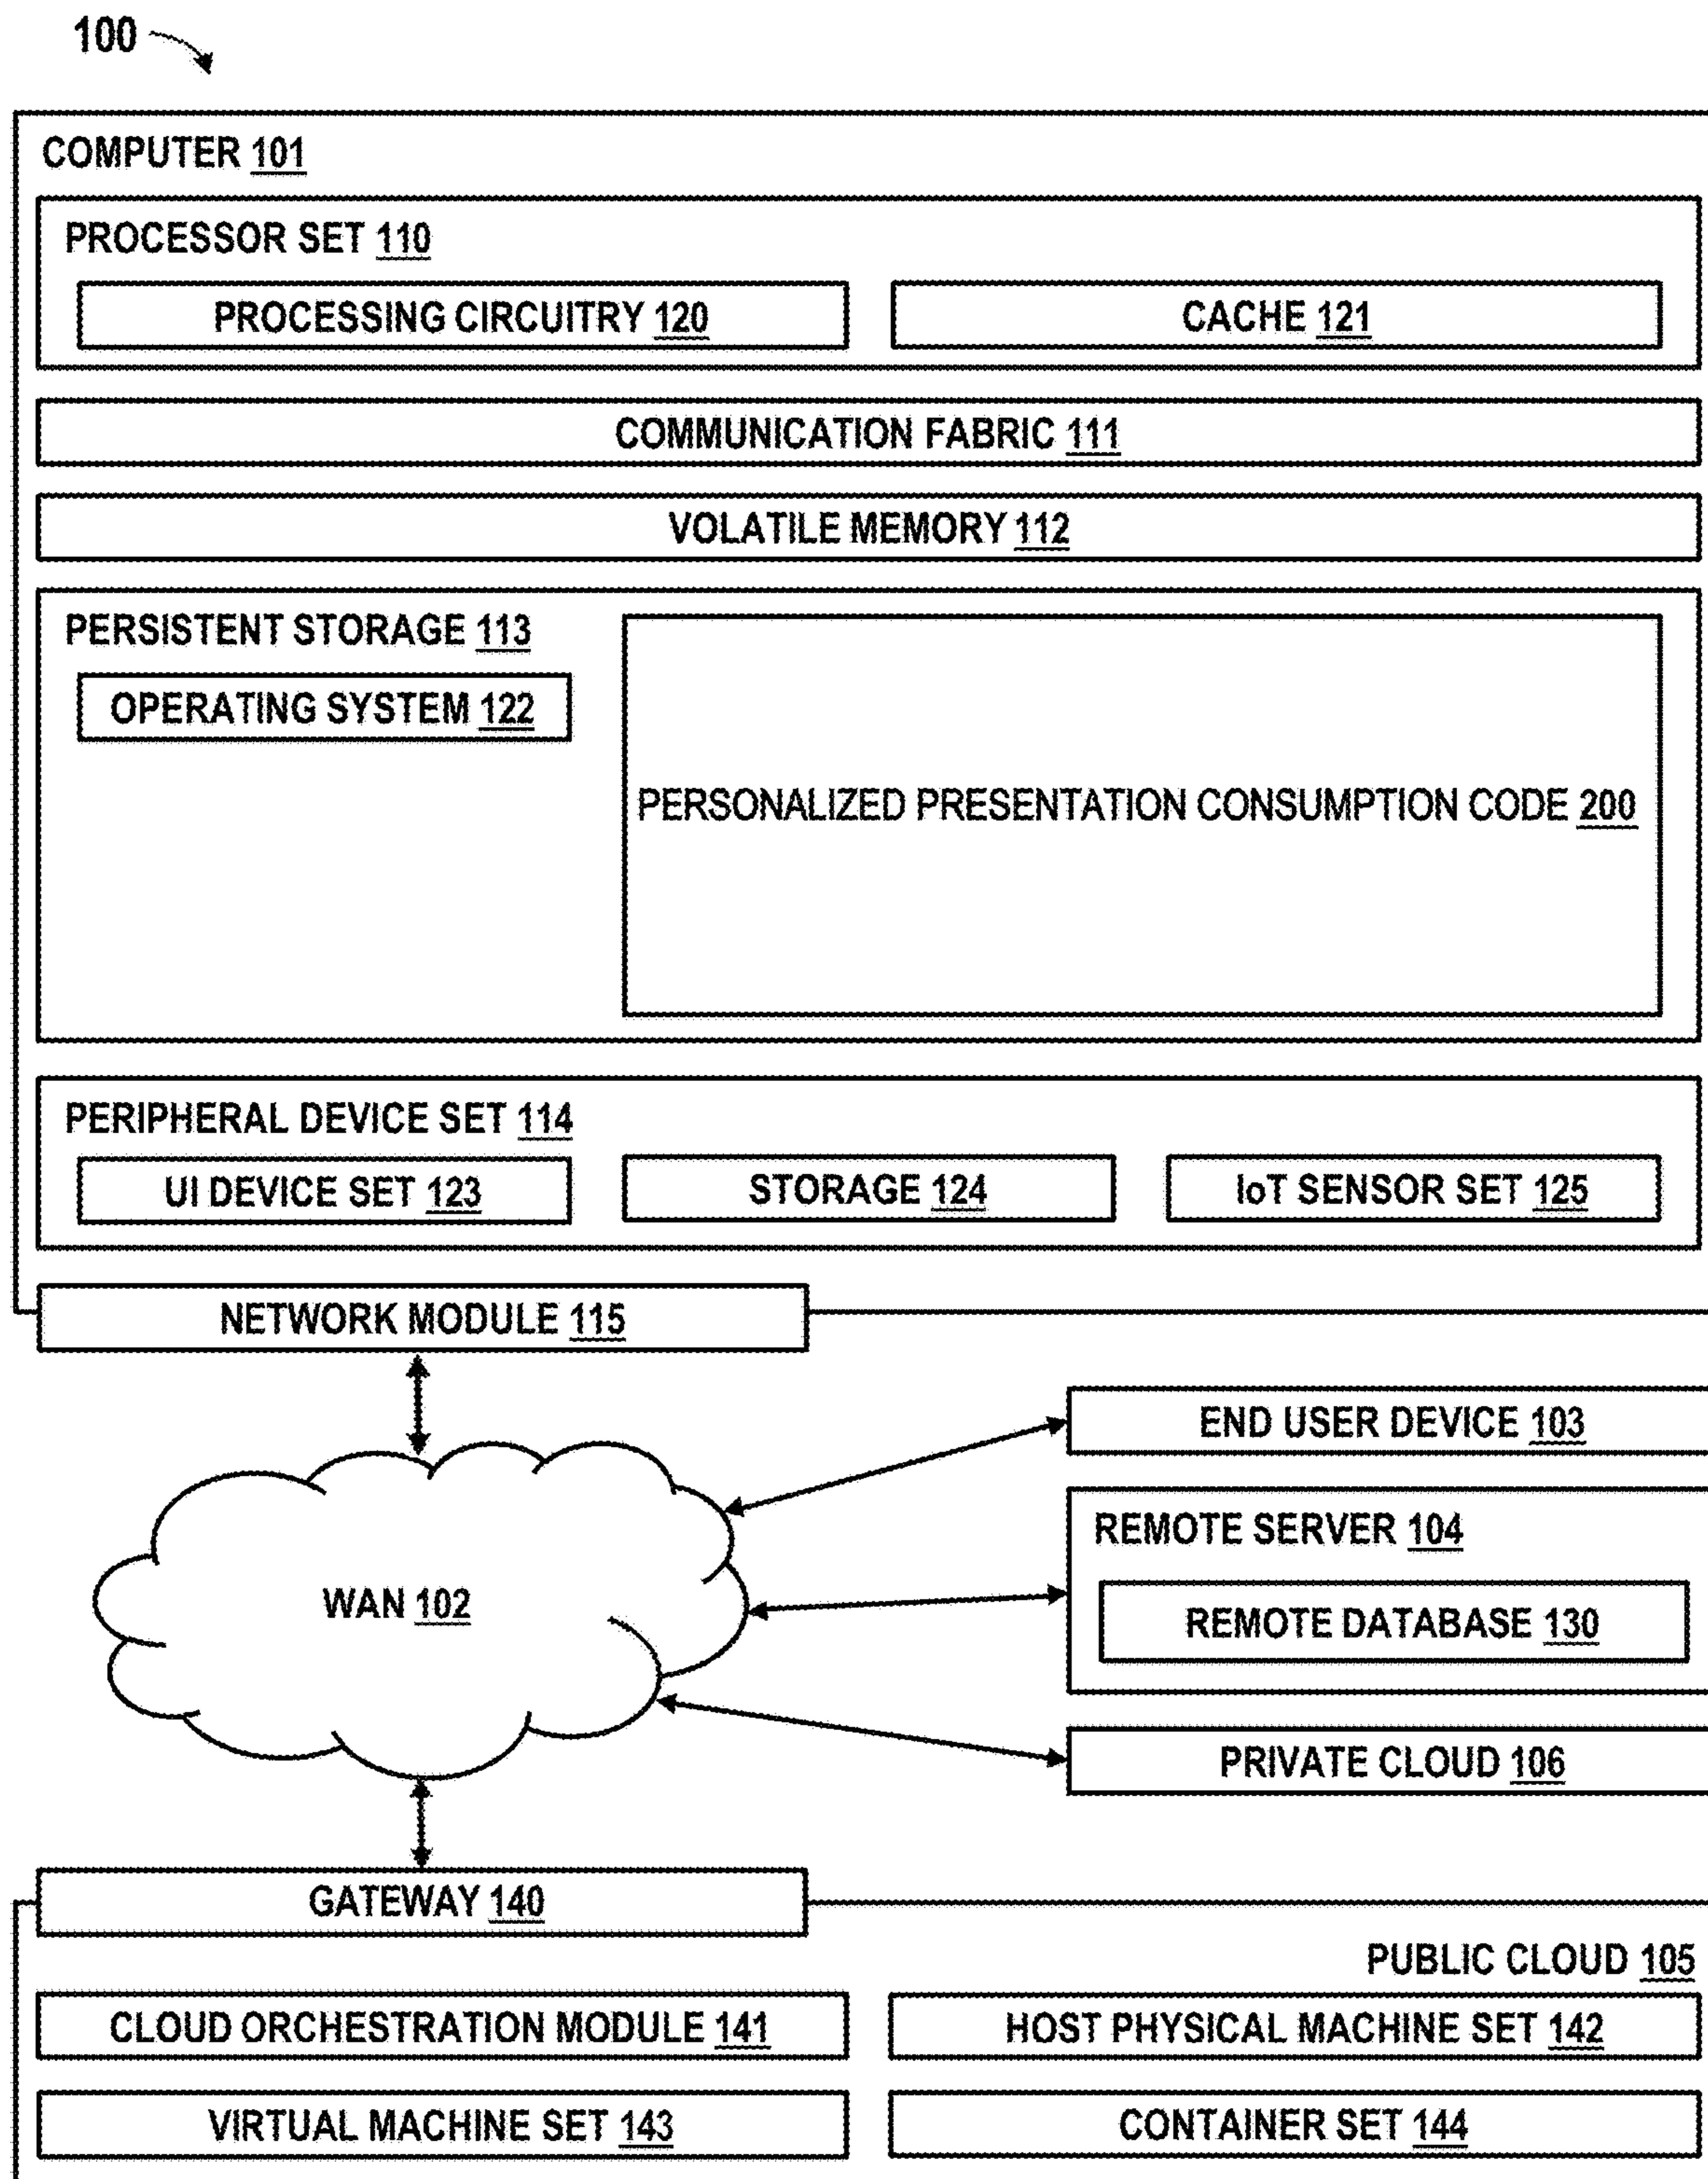 100
COMPUTER 101
PROCESSOR SET 110
PROCESSING CIRCUITRY 120
CACHE 121
COMMUNICATION FABRIC 111
VOLATILE MEMORY 112
PERSISTENT STORAGE 113
OPERATING SYSTEM 122
PERSONALIZED PRESENTATION CONSUMPTION CODE 200
PERIPHERAL DEVICE SET 114
UI DEVICE SET 123
STORAGE 124
IoT SENSOR SET 125
NETWORK MODULE 115
END USER DEVICE 103
REMOTE SERVER 104
WAN 102
REMOTE DATABASE 130
PRIVATE CLOUD 106
GATEWAY 140
PUBLIC CLOUD 105
CLOUD ORCHESTRATION MODULE 141
HOST PHYSICAL MACHINE SET 142
VIRTUAL MACHINE SET 143
CONTAINER SET 144